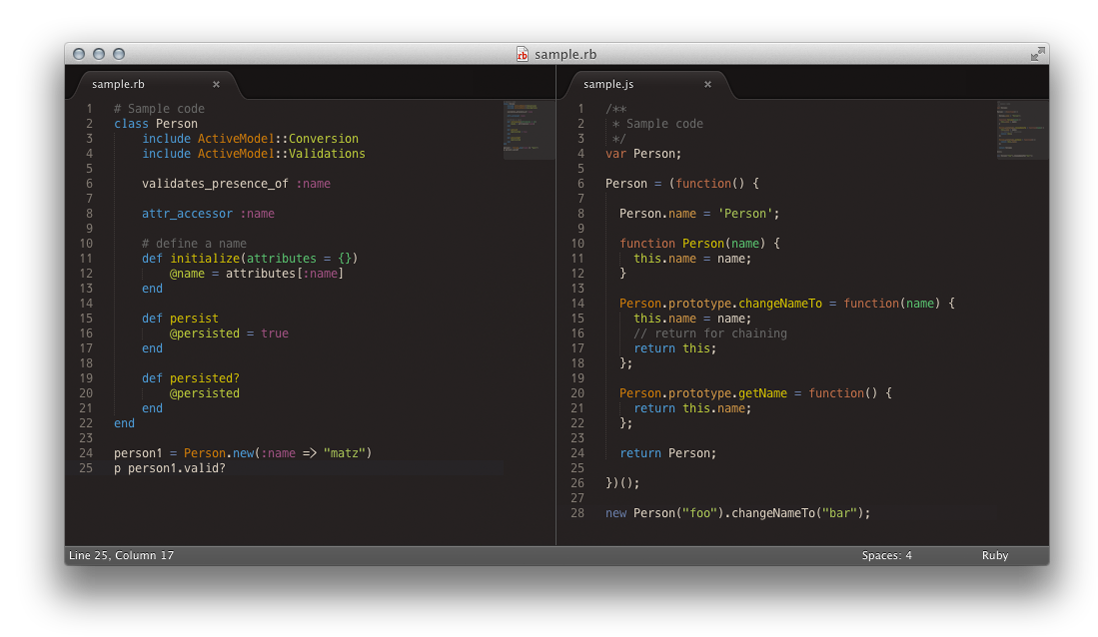 sample.rb
sample.rb ×
1 # Sample code
2 class Person
3     include ActiveModel::Conversion
4     include ActiveModel::Validations
5
6     validates_presence_of :name
7
8     attr_accessor :name
9
10     # define a name
11     def initialize(attributes = {})
12         @name = attributes[:name]
13     end
14
15     def persist
16         @persisted = true
17     end
18
19     def persisted?
20         @persisted
21     end
22 end
23
24 person1 = Person.new(:name => "matz")
25 p person1.valid?
sample.js ×
1 /**
2  * Sample code
3  */
4 var Person;
5
6 Person = (function() {
7
8   Person.name = 'Person';
9
10   function Person(name) {
11     this.name = name;
12   }
13
14   Person.prototype.changeNameTo = function(name) {
15     this.name = name;
16     // return for chaining
17     return this;
18   };
19
20   Person.prototype.getName = function() {
21     return this.name;
22   };
23
24   return Person;
25
26 })();
27
28 new Person("foo").changeNameTo("bar");
Line 25, Column 17
Spaces: 4
Ruby